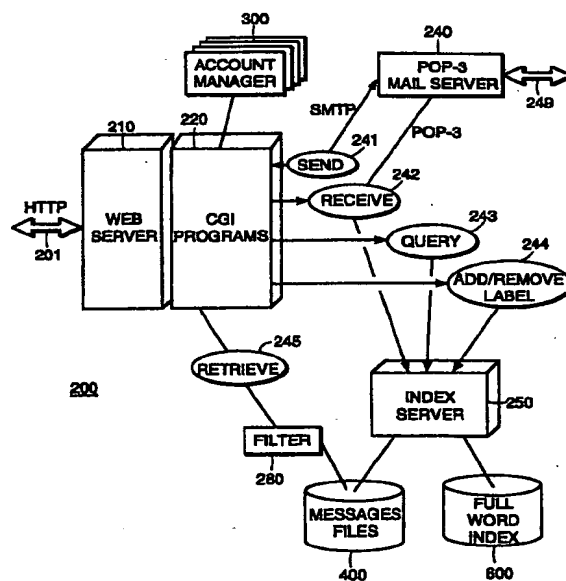 300
ACCOUNT
MANAGER
240
POP-3
MAIL SERVER
249
SMTP
POP-3
210
220
SEND
241
242
RECEIVE
HTTP
201
WEB
SERVER
CGI
PROGRAMS
243
QUERY
244
ADD/REMOVE
LABEL
245
RETRIEVE
200
INDEX
SERVER
250
FILTER
280
MESSAGES
FILES
400
FULL
WORD
INDEX
600